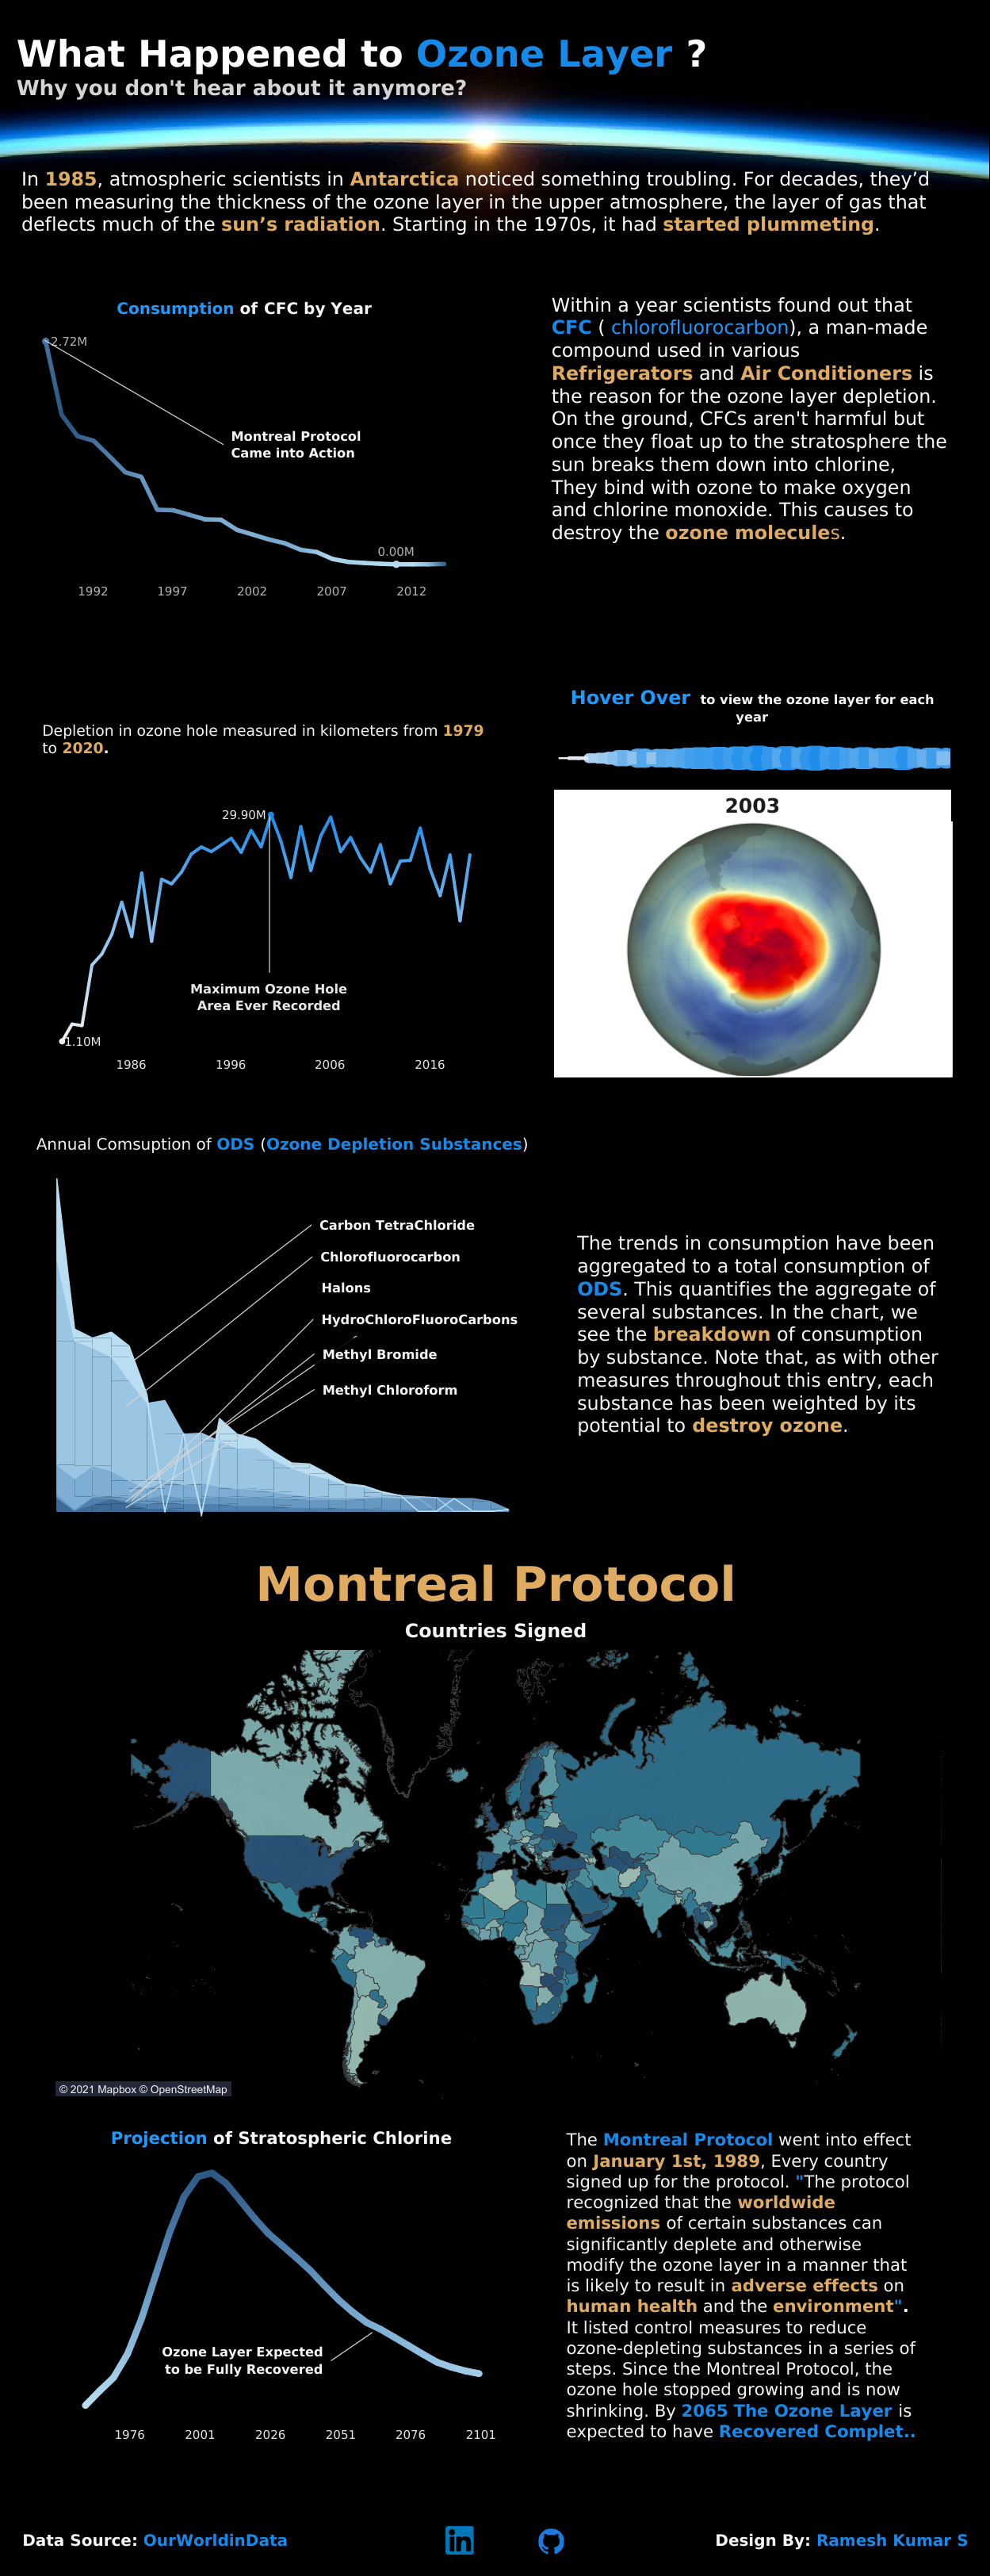 What Happened to Ozone Layer ?
Why you don't hear about it anymore?
In 1985, atmospheric scientists in Antarctica noticed something troubling. For decades, they’d
been measuring the thickness of the ozone layer in the upper atmosphere, the layer of gas that
deflects much of the sun’s radiation. Starting in the 1970s, it had started plummeting.
Consumption of CFC by Year
2.72M
Montreal Protocol
Came into Action
0.00M
1992 1997 2002 2007 2012
Within a year scientists found out that
CFC ( chlorofluorocarbon), a man-made
compound used in various
Refrigerators and Air Conditioners is
the reason for the ozone layer depletion.
On the ground, CFCs aren't harmful but
once they float up to the stratosphere the
sun breaks them down into chlorine,
They bind with ozone to make oxygen
and chlorine monoxide. This causes to
destroy the ozone molecules.
Depletion in ozone hole measured in kilometers from 1979
to 2020.
29.90M
Maximum Ozone Hole
Area Ever Recorded
1.10M
1986 1996 2006 2016
Hover Over to view the ozone layer for each
year
2003
Annual Comsuption of ODS (Ozone Depletion Substances)
Carbon TetraChloride
Chlorofluorocarbon
Halons
HydroChloroFluoroCarbons
Methyl Bromide
Methyl Chloroform
The trends in consumption have been
aggregated to a total consumption of
ODS. This quantifies the aggregate of
several substances. In the chart, we
see the breakdown of consumption
by substance. Note that, as with other
measures throughout this entry, each
substance has been weighted by its
potential to destroy ozone.
Montreal Protocol
Countries Signed
© 2021 Mapbox © OpenStreetMap
Projection of Stratospheric Chlorine
Ozone Layer Expected
to be Fully Recovered
1976 2001 2026 2051 2076 2101
The Montreal Protocol went into effect
on January 1st, 1989, Every country
signed up for the protocol. "The protocol
recognized that the worldwide
emissions of certain substances can
significantly deplete and otherwise
modify the ozone layer in a manner that
is likely to result in adverse effects on
human health and the environment".
It listed control measures to reduce
ozone-depleting substances in a series of
steps. Since the Montreal Protocol, the
ozone hole stopped growing and is now
shrinking. By 2065 The Ozone Layer is
expected to have Recovered Complet..
Data Source: OurWorldinData
in
Design By: Ramesh Kumar S